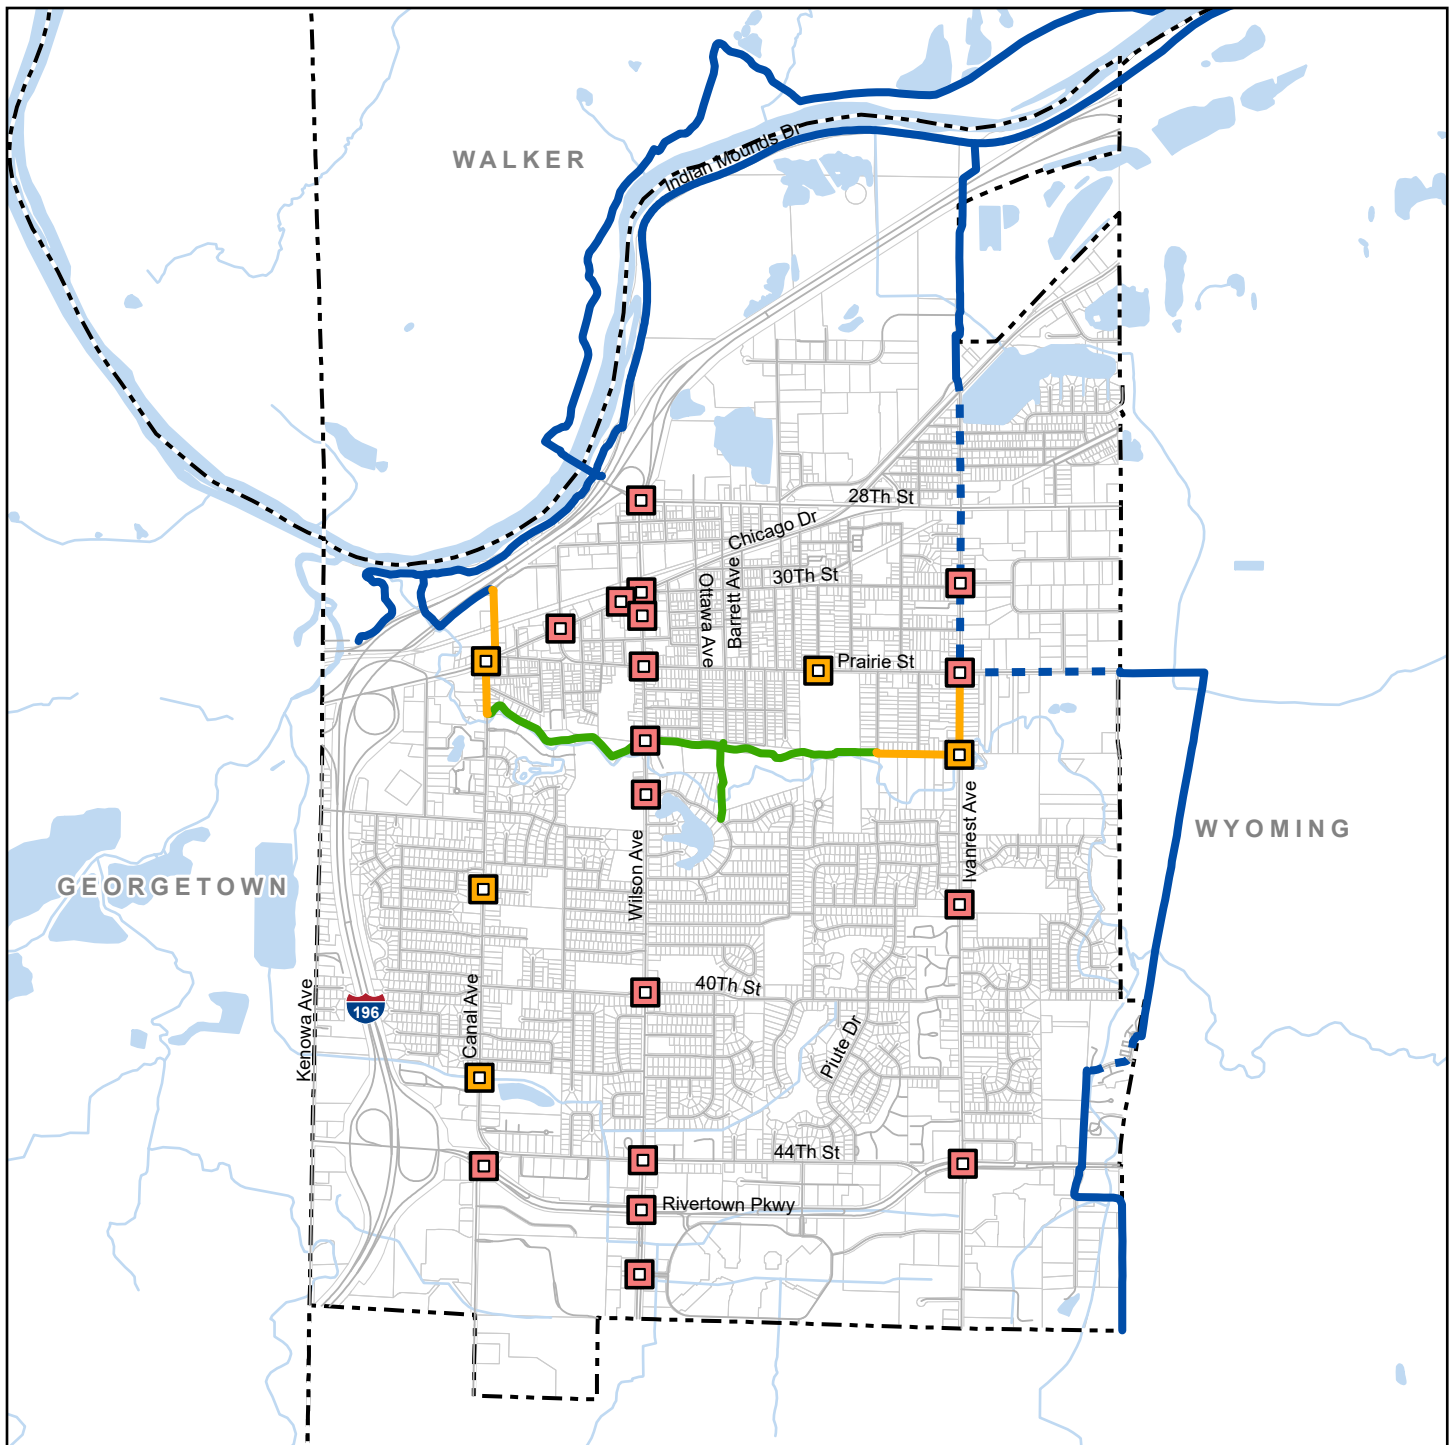 WALKER
Indian Mounds Dr
28Th St
Chicago Dr
30Th St
Ottawa Ave
Barrett Ave
Prairie St
Ivanrest Ave
WYOMING
Wilson Ave
GEORGETOWN
Kenowa Ave
196
Canal Ave
40Th St
Piute Dr
44Th St
Rivertown Pkwy